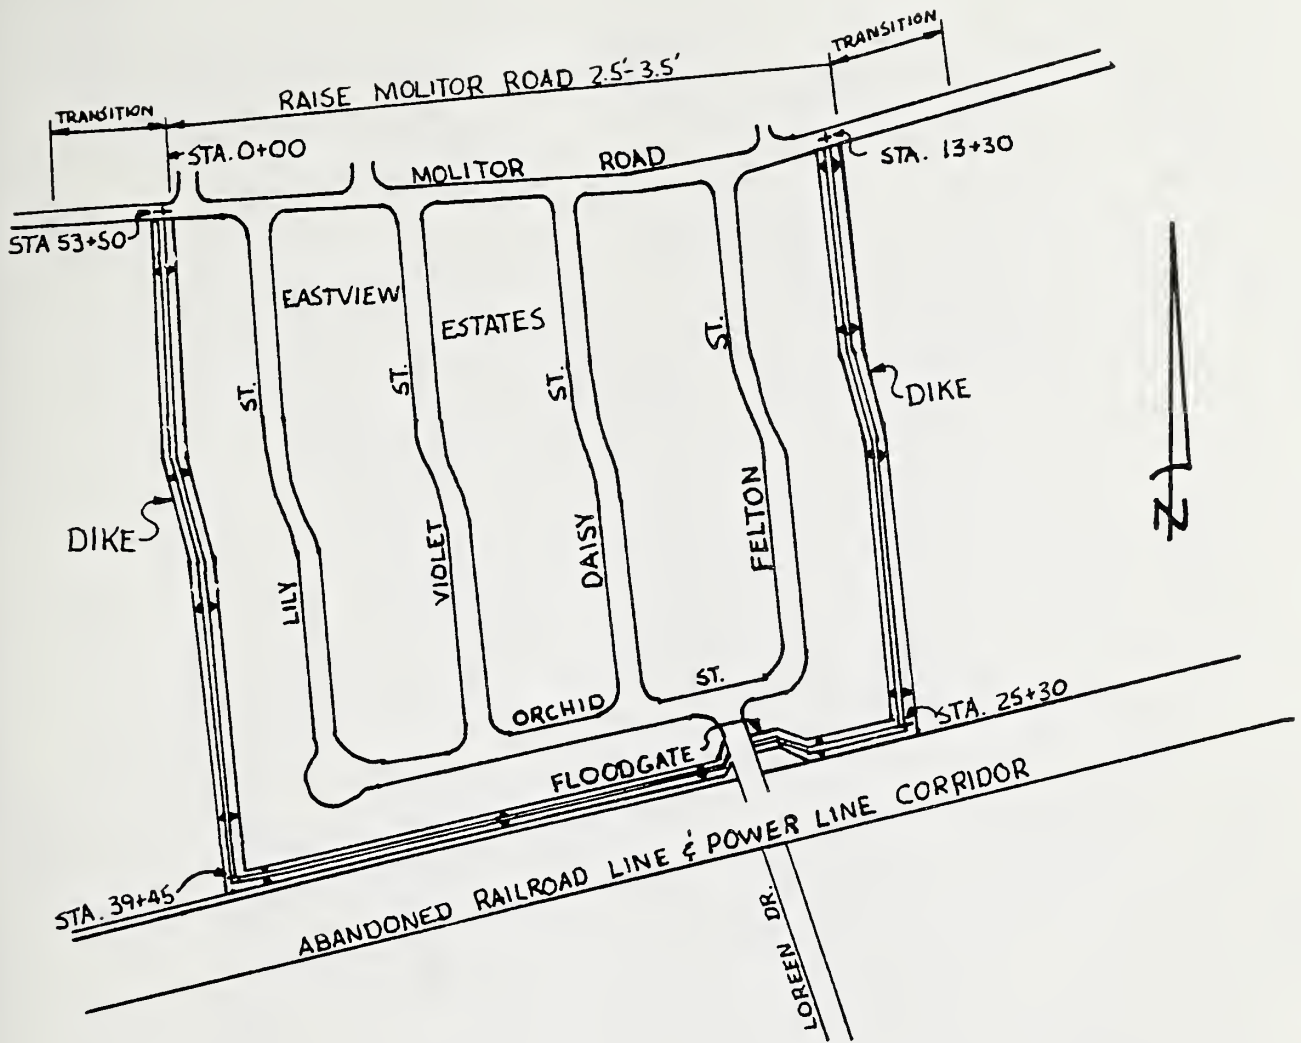 TRANSITION
RAISE MOLITOR ROAD 2.5'-3.5'
TRANSITION
STA. 0+00
MOLITOR ROAD
STA. 13+30
STA 53+50
EASTVIEW
ESTATES
ST.
ST.
ST.
ST.
DIKE
DIKE
LILY
VIOLET
DAISY
FELTON
N
ORCHID ST.
STA. 25+30
FLOODGATE
STA. 39+45
ABANDONED RAILROAD LINE & POWER LINE CORRIDOR
LOREEN DR.